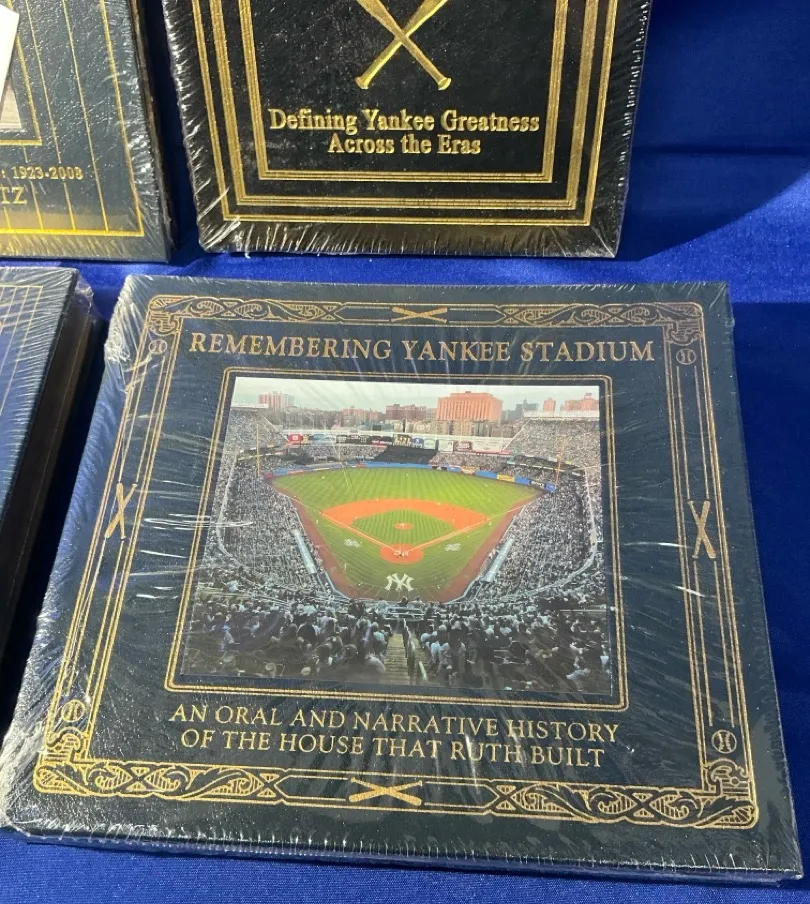 : 1923-2008
TZ
Defining Yankee Greatness
Across the Eras
REMEMBERING YANKEE STADIUM
NY
AN ORAL AND NARRATIVE HISTORY
OF THE HOUSE THAT RUTH BUILT